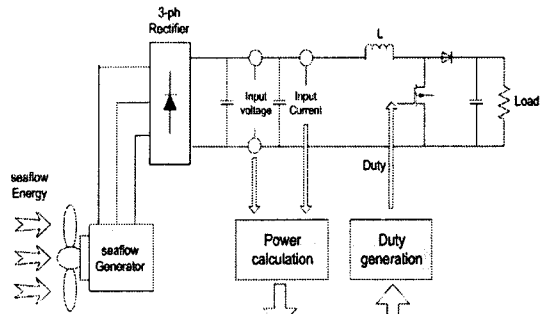 3-ph
Rectifier
L
Input
voltage
Input
Current
Load
Duty
seaflow
Energy
seaflow
Generator
Power
calculation
Duty
generation